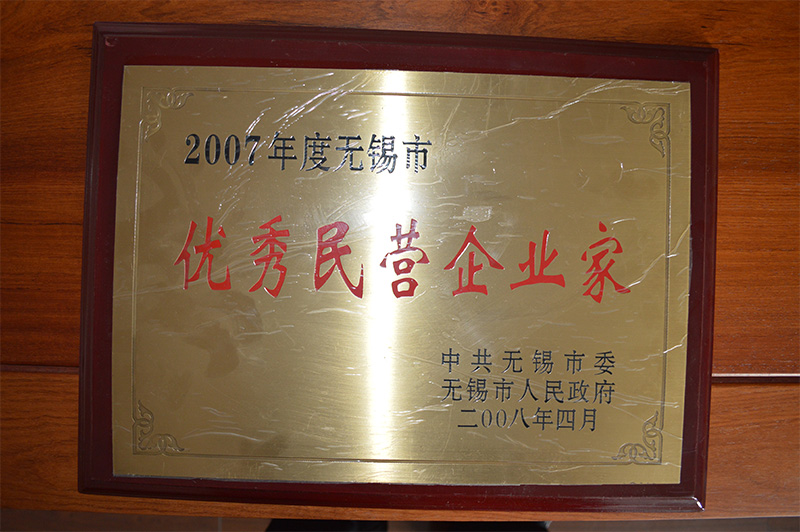 2007年度无锡市
优秀民营企业家
中共无锡市委
无锡市人民政府
二00八年四月